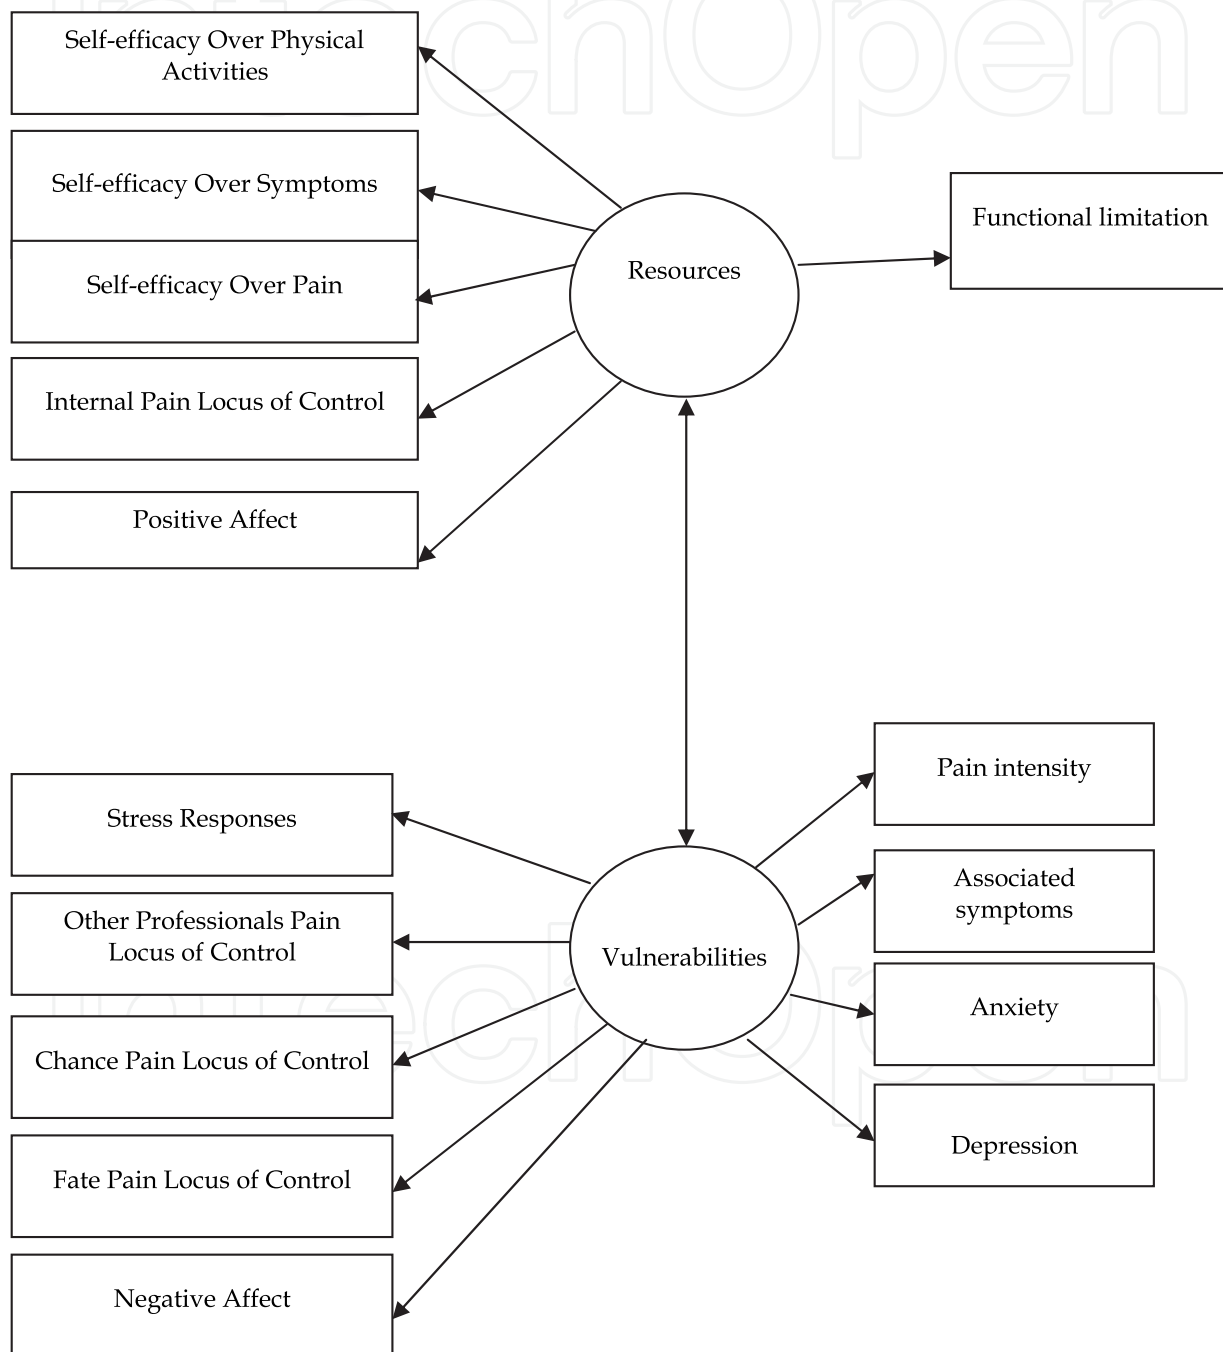 Self-efficacy Over Physical
Activities
Self-efficacy Over Symptoms
Self-efficacy Over Pain
Internal Pain Locus of Control
Positive Affect
Resources
Functional limitation
Stress Responses
Other Professionals Pain
Locus of Control
Chance Pain Locus of Control
Fate Pain Locus of Control
Negative Affect
Vulnerabilities
Pain intensity
Associated
symptoms
Anxiety
Depression
IntechOpen
IntechOpen